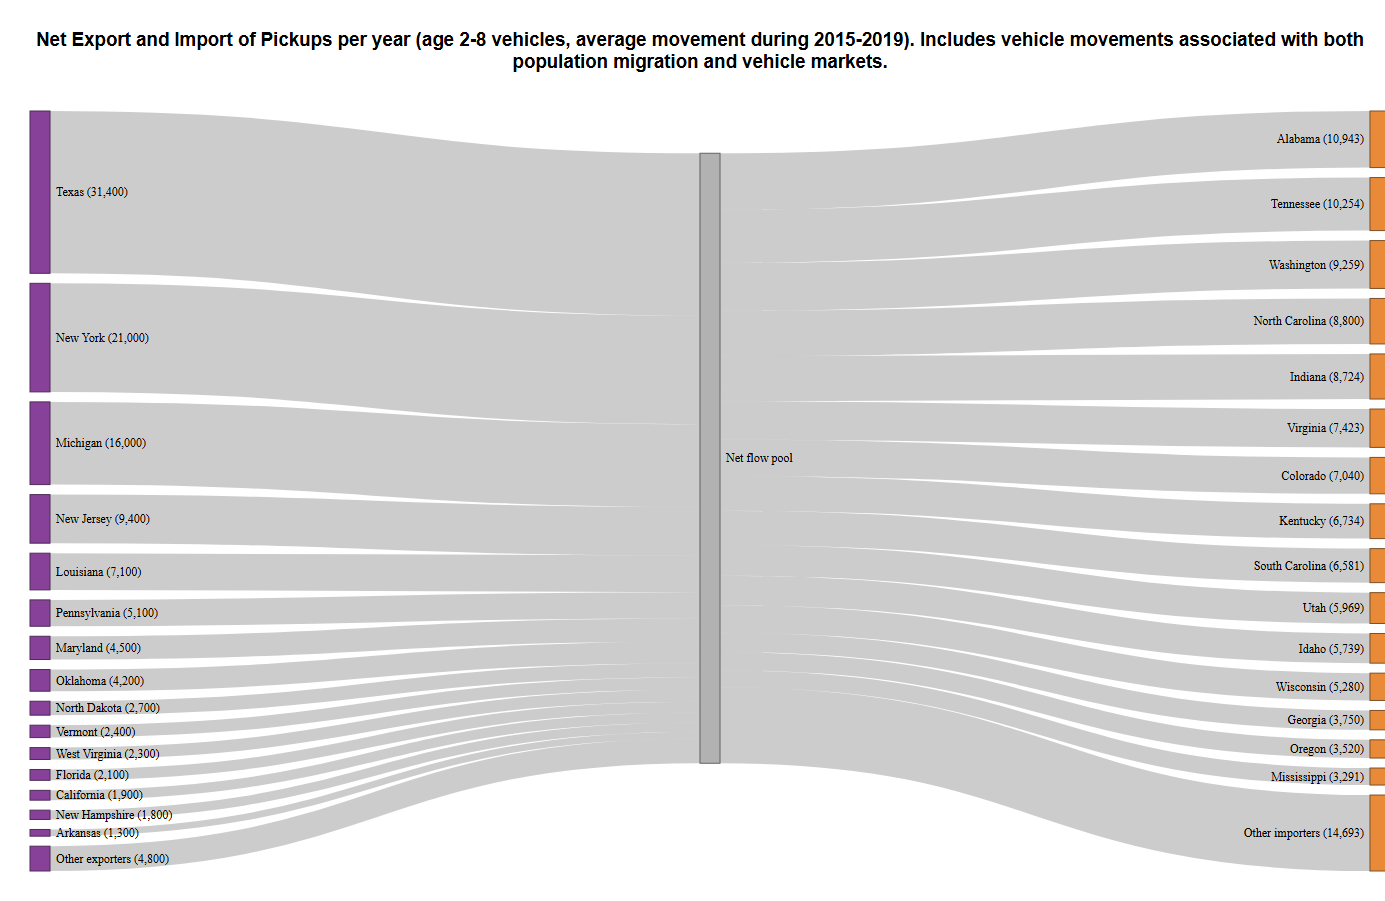 Net Export and Import of Pickups per year (age 2-8 vehicles, average movement during 2015-2019). Includes vehicle movements associated with both
population migration and vehicle markets.
Texas (31,400)
New York (21,000)
Michigan (16,000)
New Jersey (9,400)
Louisiana (7,100)
Pennsylvania (5,100)
Maryland (4,500)
Oklahoma (4,200)
North Dakota (2,700)
Vermont (2,400)
West Virginia (2,300)
Florida (2,100)
California (1,900)
New Hampshire (1,800)
Arkansas (1,300)
Other exporters (4,800)
Net flow pool
Alabama (10,943)
Tennessee (10,254)
Washington (9,259)
North Carolina (8,800)
Indiana (8,724)
Virginia (7,423)
Colorado (7,040)
Kentucky (6,734)
South Carolina (6,581)
Utah (5,969)
Idaho (5,739)
Wisconsin (5,280)
Georgia (3,750)
Oregon (3,520)
Mississippi (3,291)
Other importers (14,693)